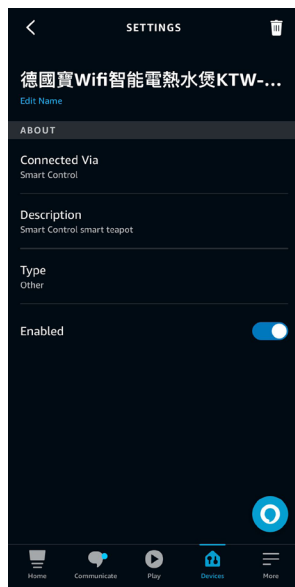 SETTINGS
德國寶Wifi智能電熱水煲KTW-...
Edit Name
ABOUT
Connected Via
Smart Control
Description
Smart Control smart teapot
Type
Other
Enabled
Home Communicate Play Devices More